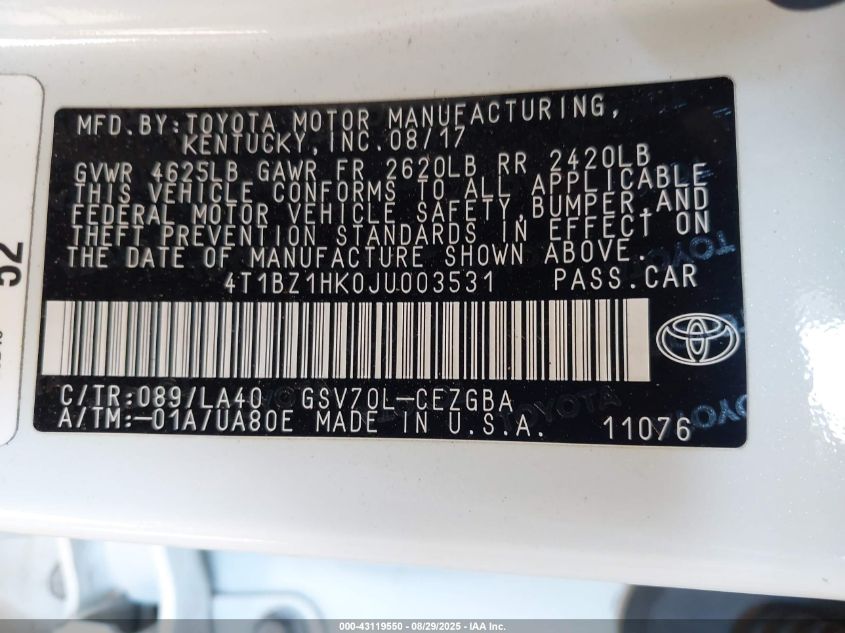 MFD. BY: TOYOTA MOTOR MANUFACTURING,
KENTUCKY, INC. 08/17
GVWR 4625LB GAWR FR 2620LB RR 2420LB
THIS VEHICLE CONFORMS TO ALL APPLICABLE
FEDERAL MOTOR VEHICLE SAFETY, BUMPER, AND
THEFT PREVENTION STANDARDS IN EFFECT ON
THE DATE OF MANUFACTURE SHOWN ABOVE.
4T1BZ1HK0JU003531 PASS. CAR
C/TR: 089/LA40 GSV70L-CEZGBA
A/TM: -01A/UA80E MADE IN U.S.A. 11076
TOYOTA
TOYOTA
52
000-43119550 - 08/29/2025 - IAA Inc.